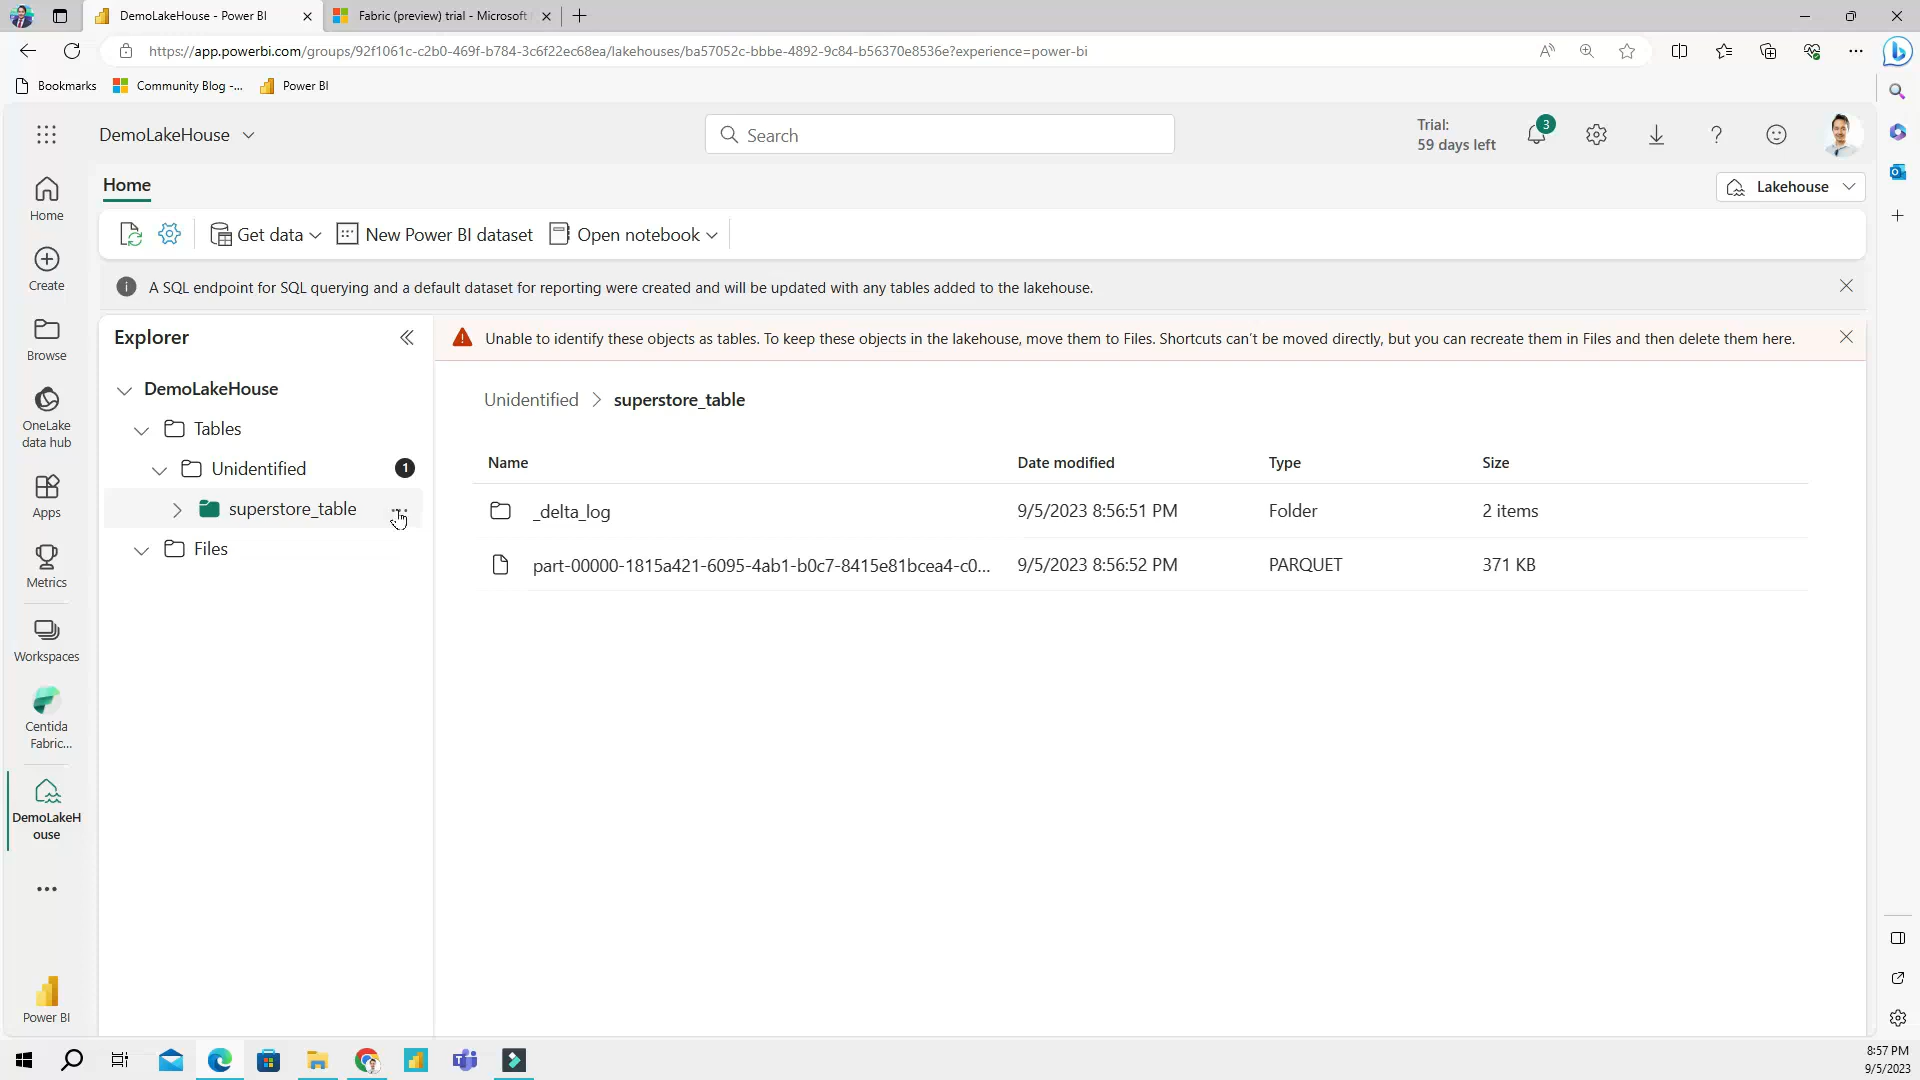 DemoLakeHouse - Power BI
Fabric (preview) trial - Microsoft
https://app.powerbi.com/groups/92f1061c-c2b0-469f-b784-3c6f22ec68ea/lakehouses/ba57052c-bbbe-4892-9c84-b56370e8536e?experience=power-bi
Bookmarks
Community Blog -...
Power BI
DemoLakeHouse
Search
Trial:
59 days left
3
Home
Lakehouse
Get data
New Power BI dataset
Open notebook
A SQL endpoint for SQL querying and a default dataset for reporting were created and will be updated with any tables added to the lakehouse.
Home
Create
Browse
OneLake
data hub
Apps
Metrics
Workspaces
Centida
Fabric...
DemoLakeH
ouse
Power BI
Explorer
DemoLakeHouse
Tables
Unidentified
1
superstore_table
Files
Unable to identify these objects as tables. To keep these objects in the lakehouse, move them to Files. Shortcuts can't be moved directly, but you can recreate them in Files and then delete them here.
Unidentified > superstore_table
Name Date modified Type Size
_delta_log 9/5/2023 8:56:51 PM Folder 2 items
part-00000-1815a421-6095-4ab1-b0c7-8415e81bcea4-c0... 9/5/2023 8:56:52 PM PARQUET 371 KB
8:57 PM
9/5/2023